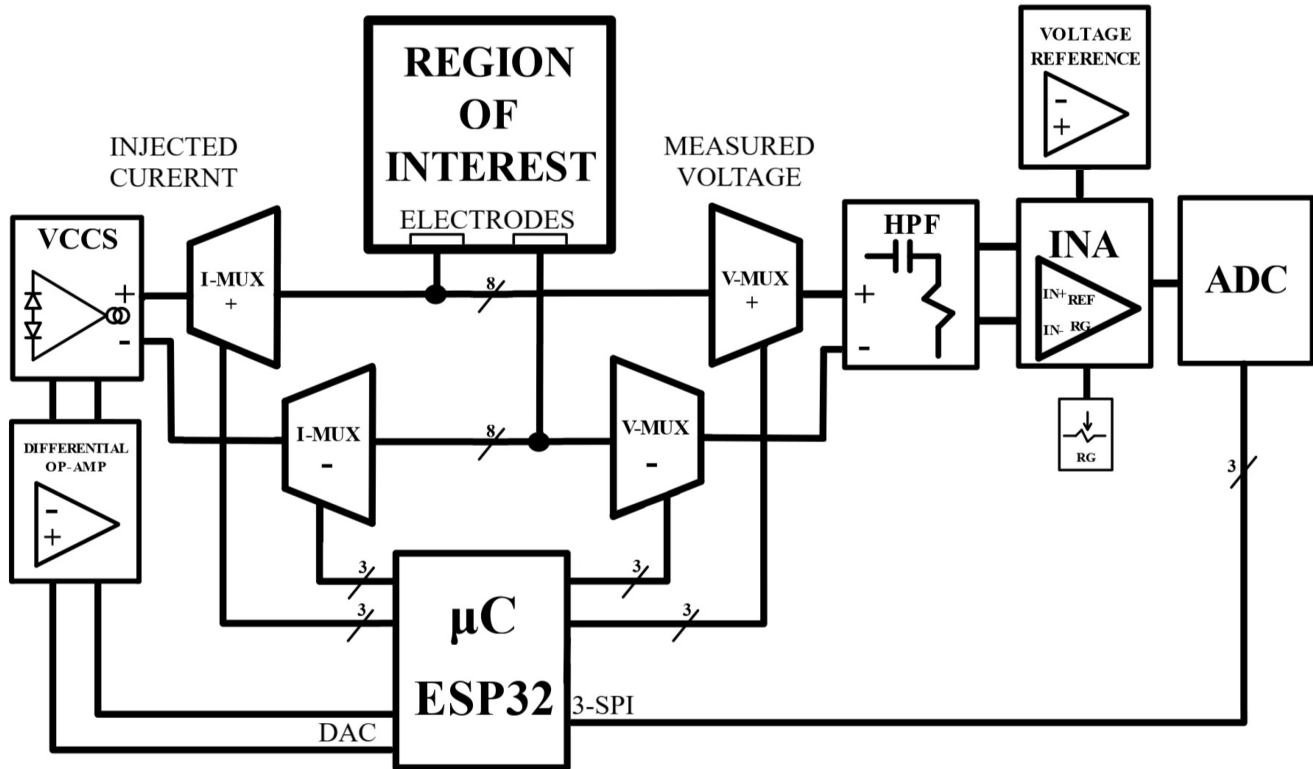 VOLTAGE
REFERENCE
-
+
REGION
OF
INTEREST
ELECTRODES
INJECTED
CURERNT
MEASURED
VOLTAGE
VCCS
+
-
I-MUX
+
8
V-MUX
+
HPF
+
-
INA
IN+ REF
IN- RG
ADC
DIFFERENTIAL
OP-AMP
-
+
I-MUX
-
8
V-MUX
-
RG
3
3
3
3
3
µC
ESP32
DAC
3-SPI